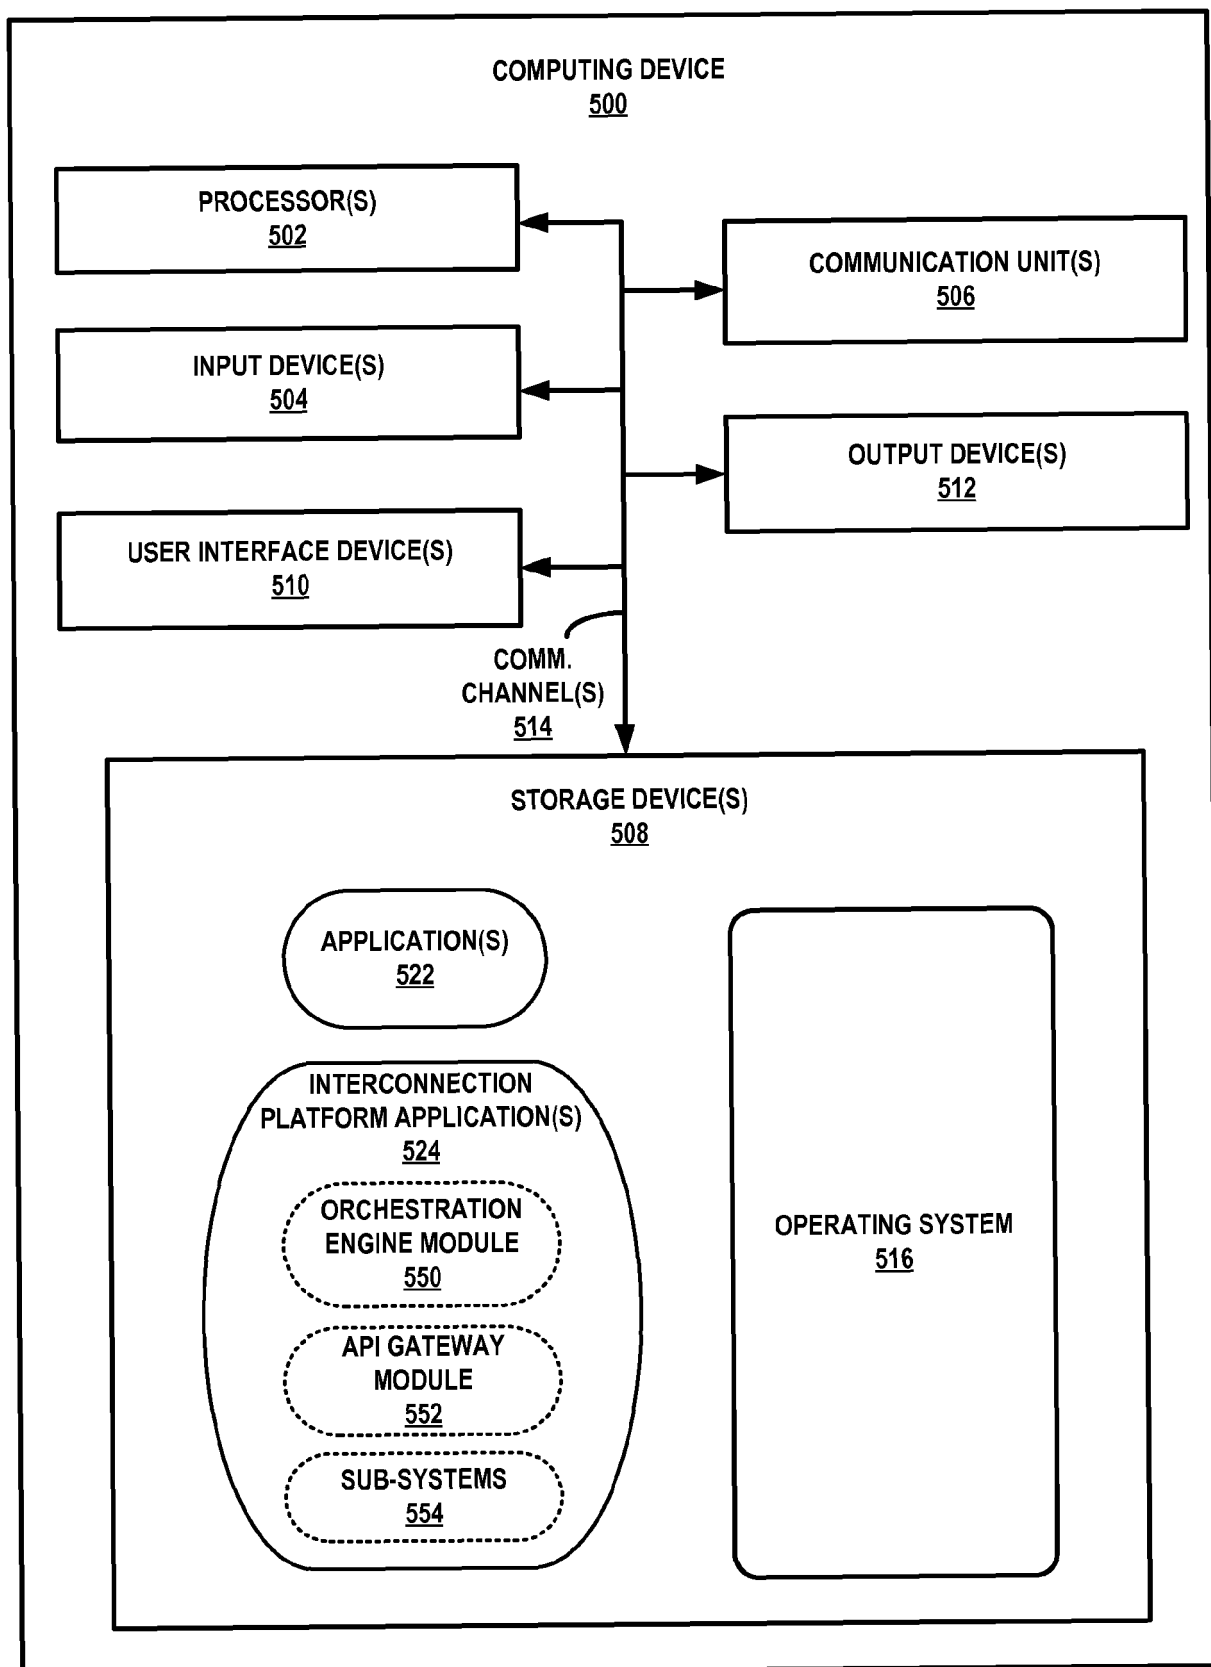 COMPUTING DEVICE
500
PROCESSOR(S)
502
COMMUNICATION UNIT(S)
506
INPUT DEVICE(S)
504
OUTPUT DEVICE(S)
512
USER INTERFACE DEVICE(S)
510
COMM.
CHANNEL(S)
514
STORAGE DEVICE(S)
508
APPLICATION(S)
522
INTERCONNECTION
PLATFORM APPLICATION(S)
524
ORCHESTRATION
ENGINE MODULE
550
API GATEWAY
MODULE
552
SUB-SYSTEMS
554
OPERATING SYSTEM
516